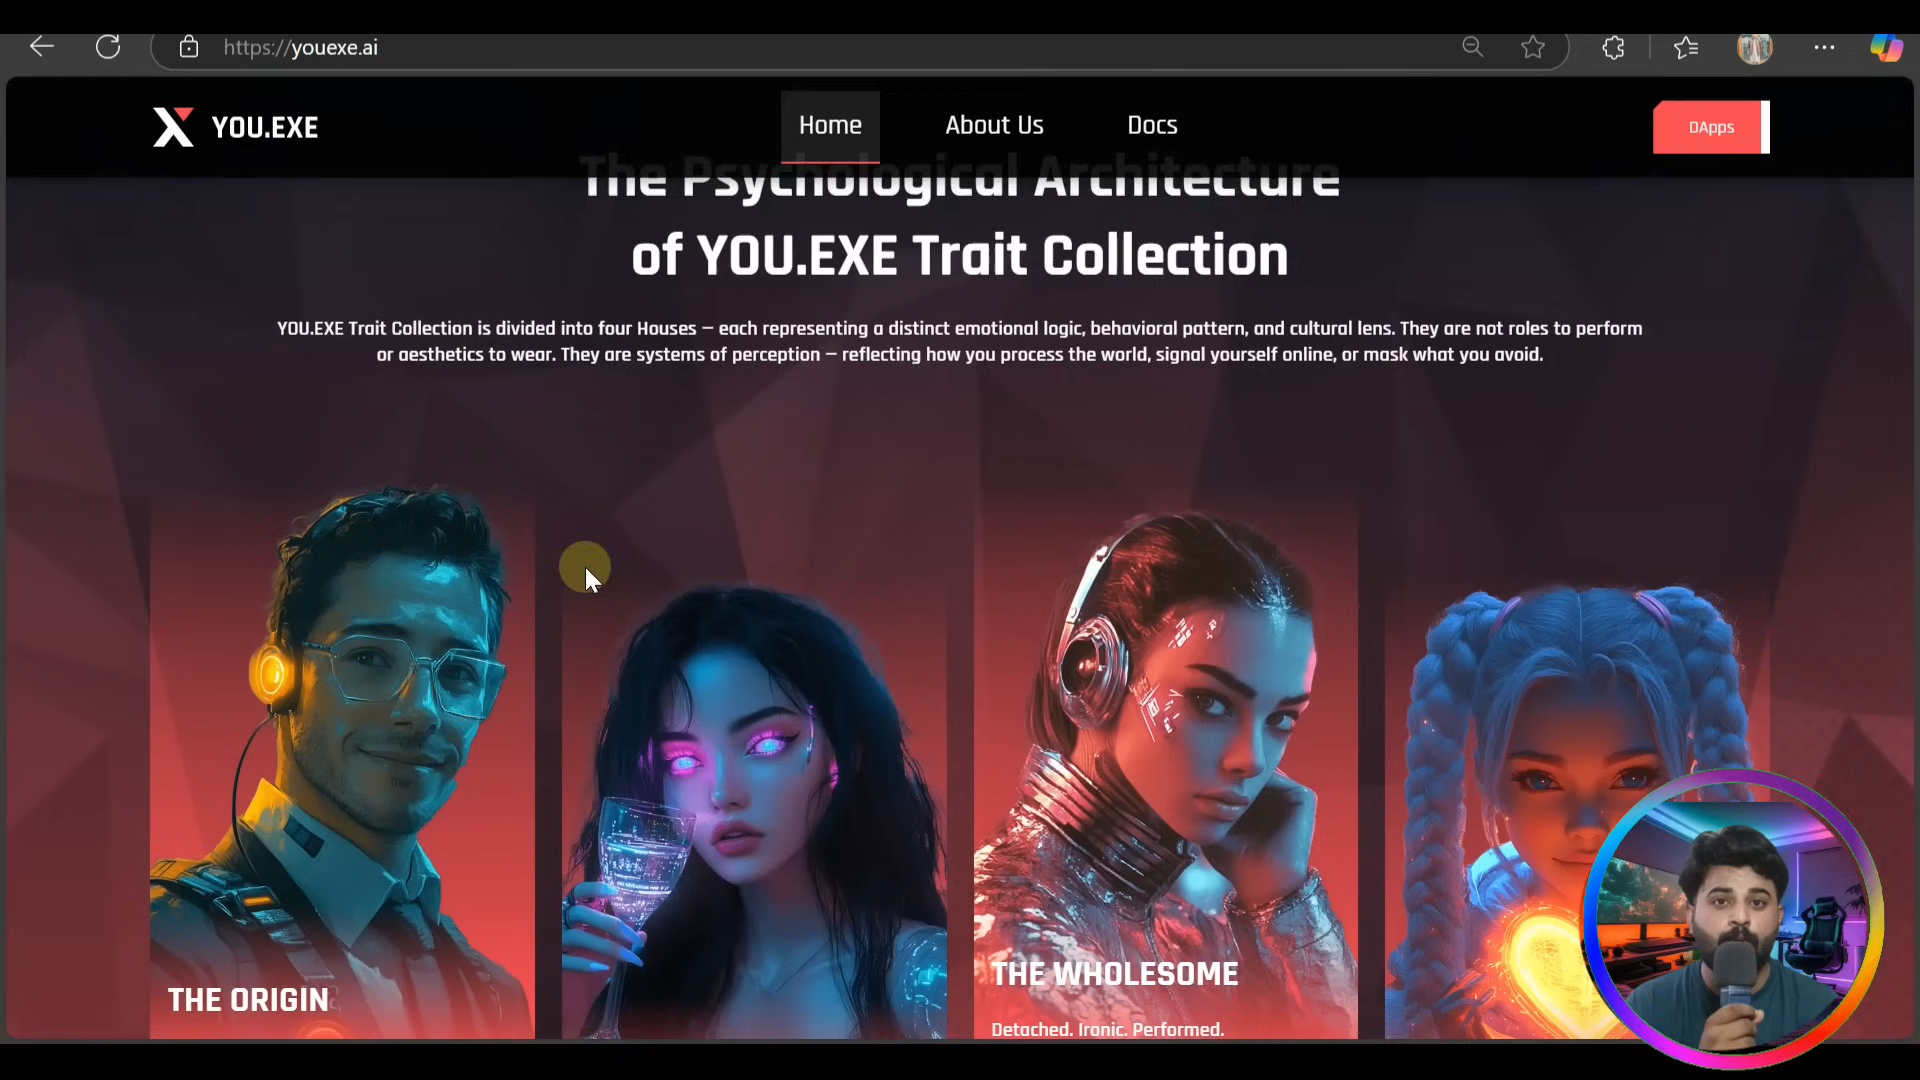 https://youexe.ai
YOU.EXE
Home
About Us
Docs
DApps
The Psychological Architecture
of YOU.EXE Trait Collection
YOU.EXE Trait Collection is divided into four Houses — each representing a distinct emotional logic, behavioral pattern, and cultural lens. They are not roles to perform
or aesthetics to wear. They are systems of perception — reflecting how you process the world, signal yourself online, or mask what you avoid.
THE ORIGIN
THE WHOLESOME
Detached. Ironic. Performed.